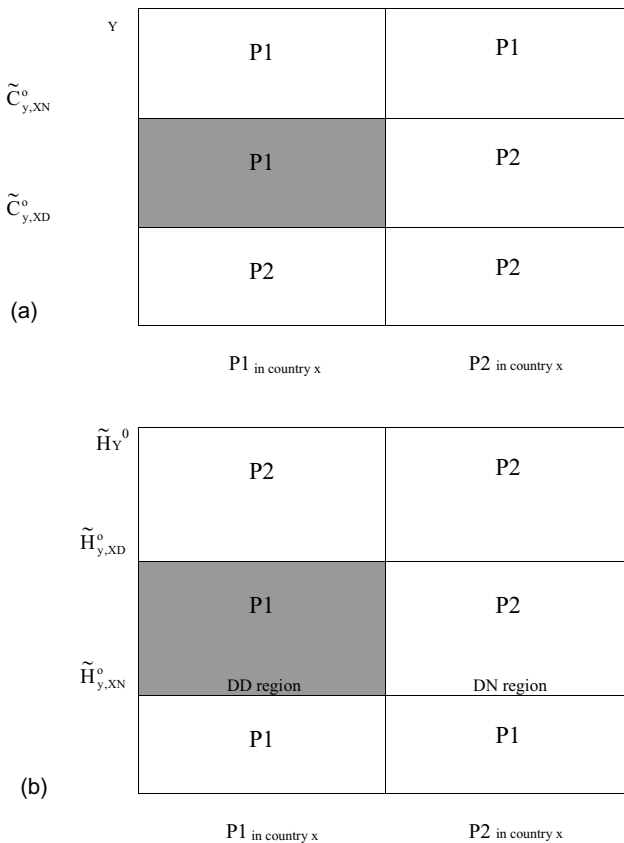 Y
P1 P1
C̃°y,XN
P1 P2
C̃°y,XD
P2 P2
(a)
P1 in country x P2 in country x
H̃Y⁰
P2 P2
H̃°y,XD
P1 P2
H̃°y,XN
DD region DN region
P1 P1
(b)
P1 in country x P2 in country x